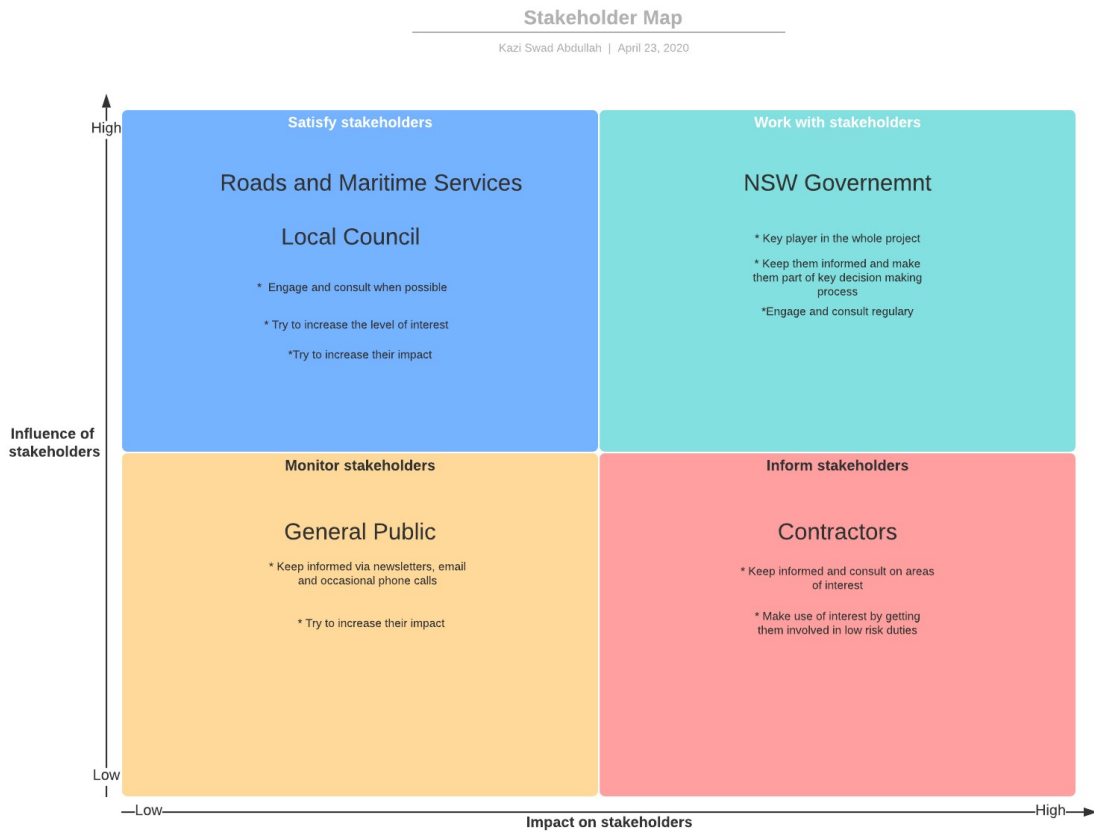 Stakeholder Map
Kazi Swad Abdullah | April 23, 2020
High
Satisfy stakeholders
Roads and Maritime Services
Local Council
* Engage and consult when possible
* Try to increase the level of interest
*Try to increase their impact
Work with stakeholders
NSW Governemnt
* Key player in the whole project
* Keep them informed and make
them part of key decision making
process
*Engage and consult regulary
Influence of
stakeholders
Monitor stakeholders
General Public
* Keep informed via newsletters, email
and occasional phone calls
* Try to increase their impact
Inform stakeholders
Contractors
* Keep informed and consult on areas
of interest
* Make use of interest by getting
them involved in low risk duties
Low
Low
High
Impact on stakeholders